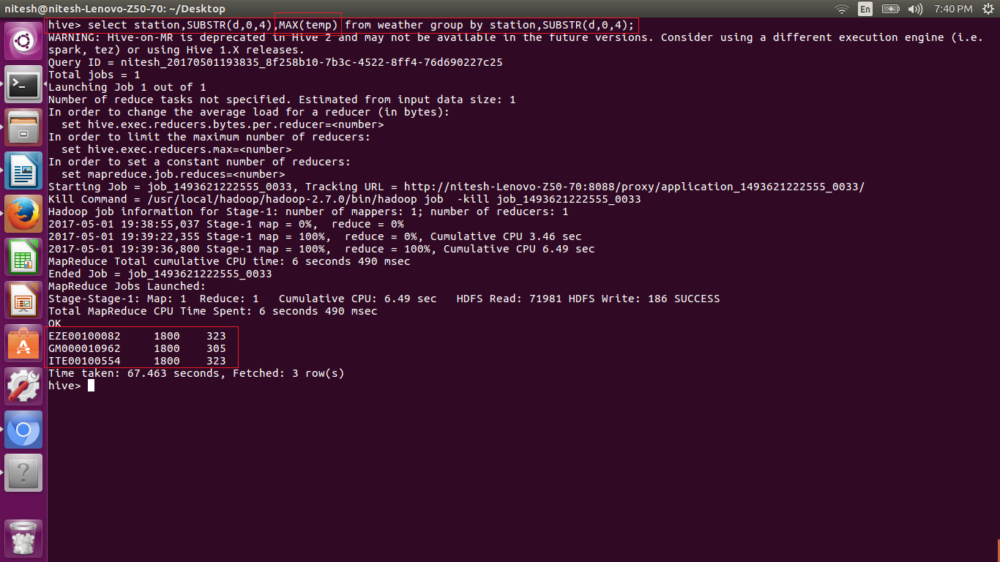 nitesh@nitesh-Lenovo-Z50-70: ~/Desktop
En
7:40 PM
hive> select station,SUBSTR(d,0,4),MAX(temp) from weather group by station,SUBSTR(d,0,4);
WARNING: Hive-on-MR is deprecated in Hive 2 and may not be available in the future versions. Consider using a different execution engine (i.e.
spark, tez) or using Hive 1.X releases.
Query ID = nitesh_20170501193835_8f258b10-7b3c-4522-8ff4-76d690227c25
Total jobs = 1
Launching Job 1 out of 1
Number of reduce tasks not specified. Estimated from input data size: 1
In order to change the average load for a reducer (in bytes):
  set hive.exec.reducers.bytes.per.reducer=<number>
In order to limit the maximum number of reducers:
  set hive.exec.reducers.max=<number>
In order to set a constant number of reducers:
  set mapreduce.job.reduces=<number>
Starting Job = job_1493621222555_0033, Tracking URL = http://nitesh-Lenovo-Z50-70:8088/proxy/application_1493621222555_0033/
Kill Command = /usr/local/hadoop/hadoop-2.7.0/bin/hadoop job  -kill job_1493621222555_0033
Hadoop job information for Stage-1: number of mappers: 1; number of reducers: 1
2017-05-01 19:38:55,037 Stage-1 map = 0%,  reduce = 0%
2017-05-01 19:39:22,355 Stage-1 map = 100%,  reduce = 0%, Cumulative CPU 3.46 sec
2017-05-01 19:39:36,800 Stage-1 map = 100%,  reduce = 100%, Cumulative CPU 6.49 sec
MapReduce Total cumulative CPU time: 6 seconds 490 msec
Ended Job = job_1493621222555_0033
MapReduce Jobs Launched:
Stage-Stage-1: Map: 1  Reduce: 1   Cumulative CPU: 6.49 sec   HDFS Read: 71981 HDFS Write: 186 SUCCESS
Total MapReduce CPU Time Spent: 6 seconds 490 msec
OK
EZE00100082     1800    323
GM000010962     1800    305
ITE00100554     1800    323
Time taken: 67.463 seconds, Fetched: 3 row(s)
hive>